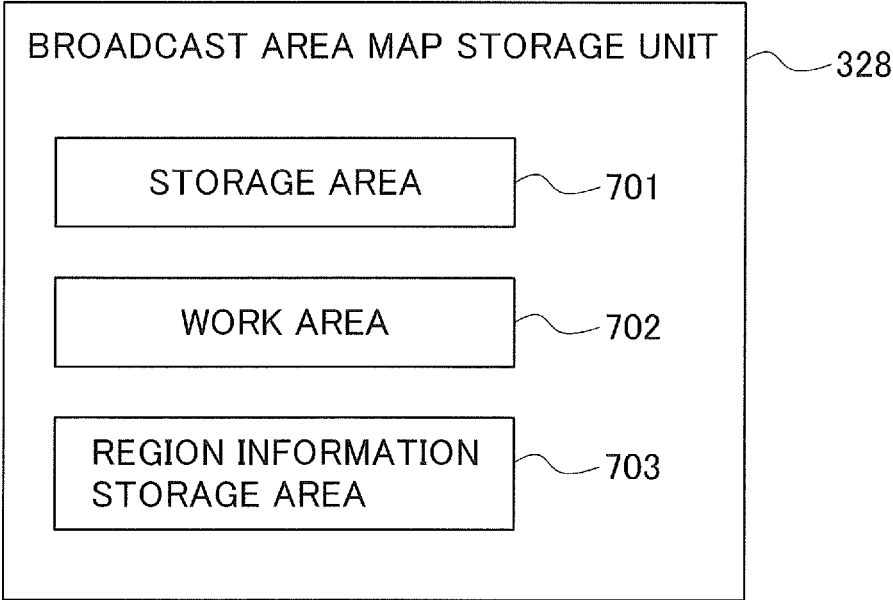 BROADCAST AREA MAP STORAGE UNIT
328
STORAGE AREA
701
WORK AREA
702
REGION INFORMATION
STORAGE AREA
703